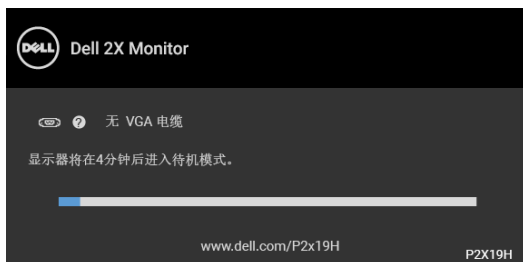 DELL Dell 2X Monitor
无 VGA 电缆
显示器将在4分钟后进入待机模式。
www.dell.com/P2x19H
P2X19H